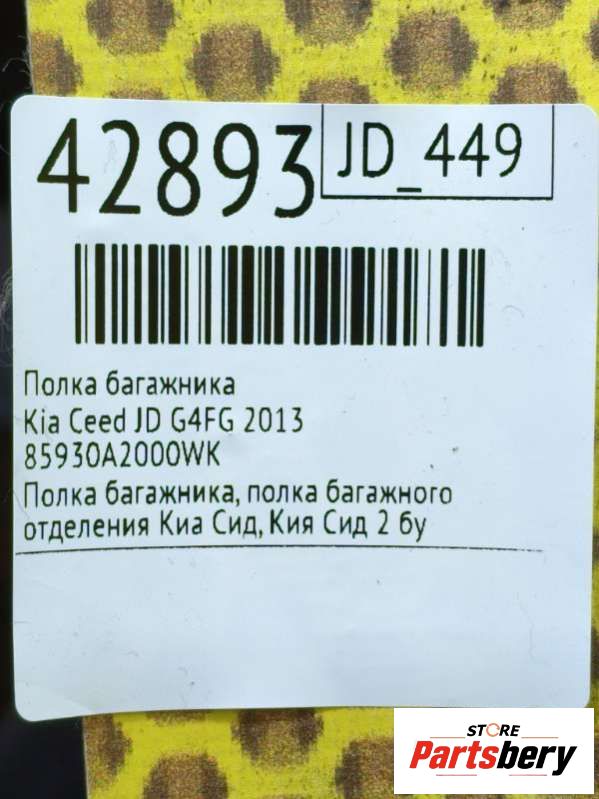 42893
JD_449
Полка багажника
Kia Ceed JD G4FG 2013
85930A2000WK
Полка багажника, полка багажного
отделения Киа Сид, Кия Сид 2 бу
STORE
Partsbery